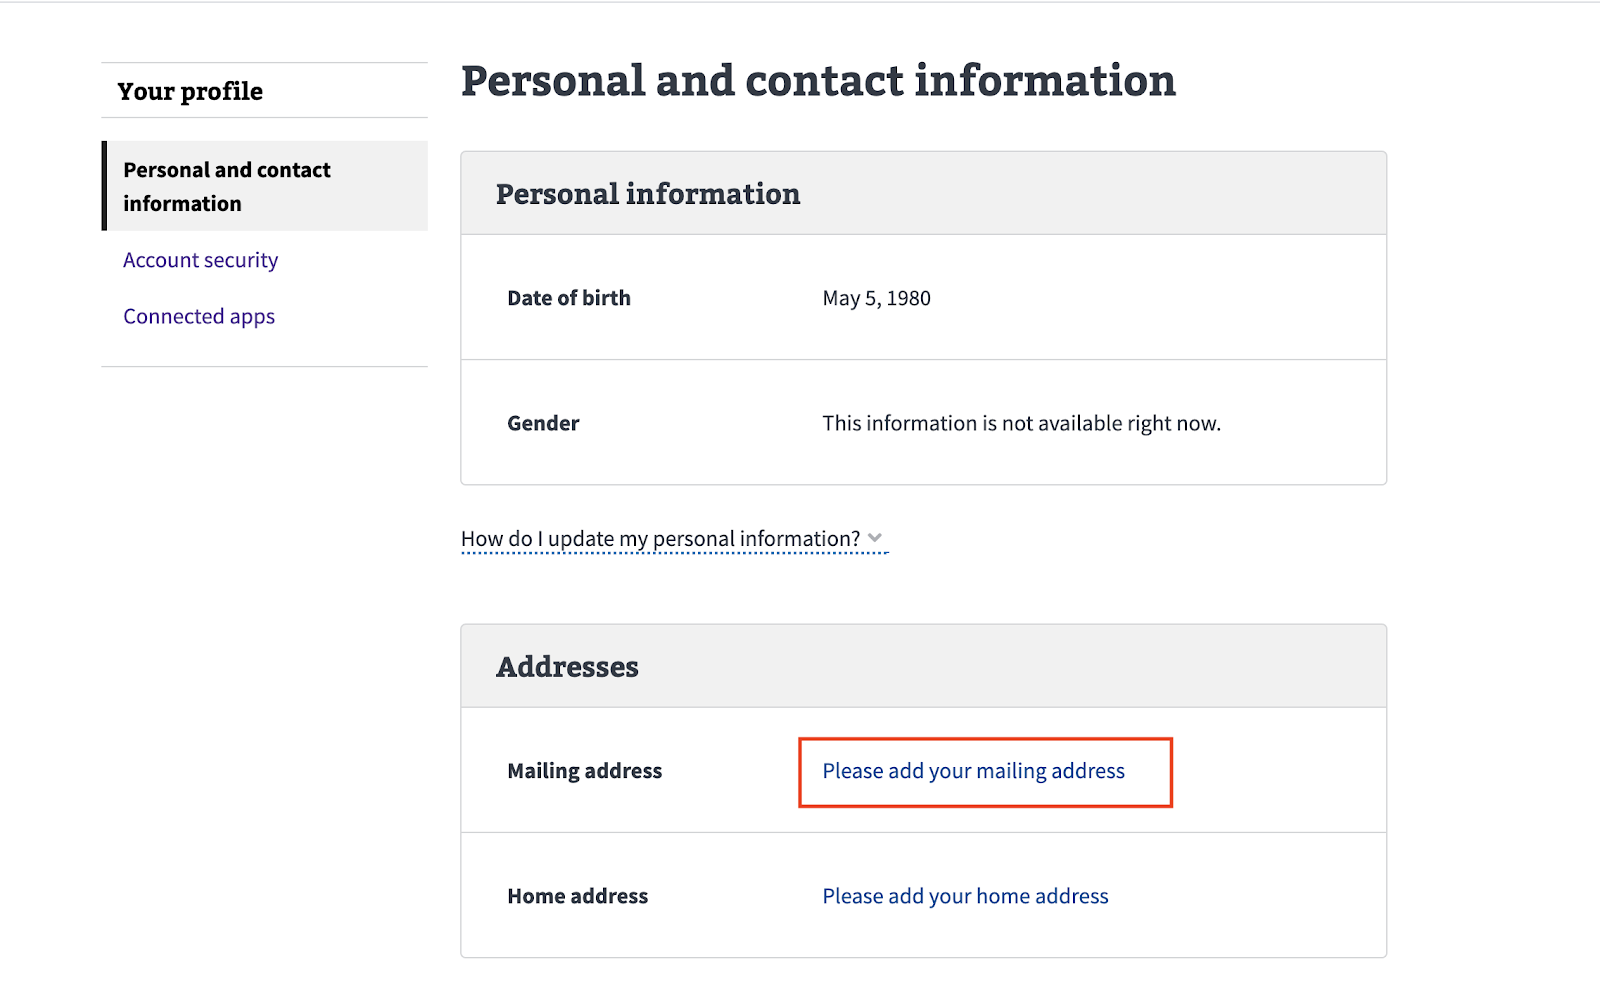 Your profile
Personal and contact
information
Account security
Connected apps
Personal and contact information
Personal information
Date of birth
May 5, 1980
Gender
This information is not available right now.
How do I update my personal information?
Addresses
Mailing address
Please add your mailing address
Home address
Please add your home address